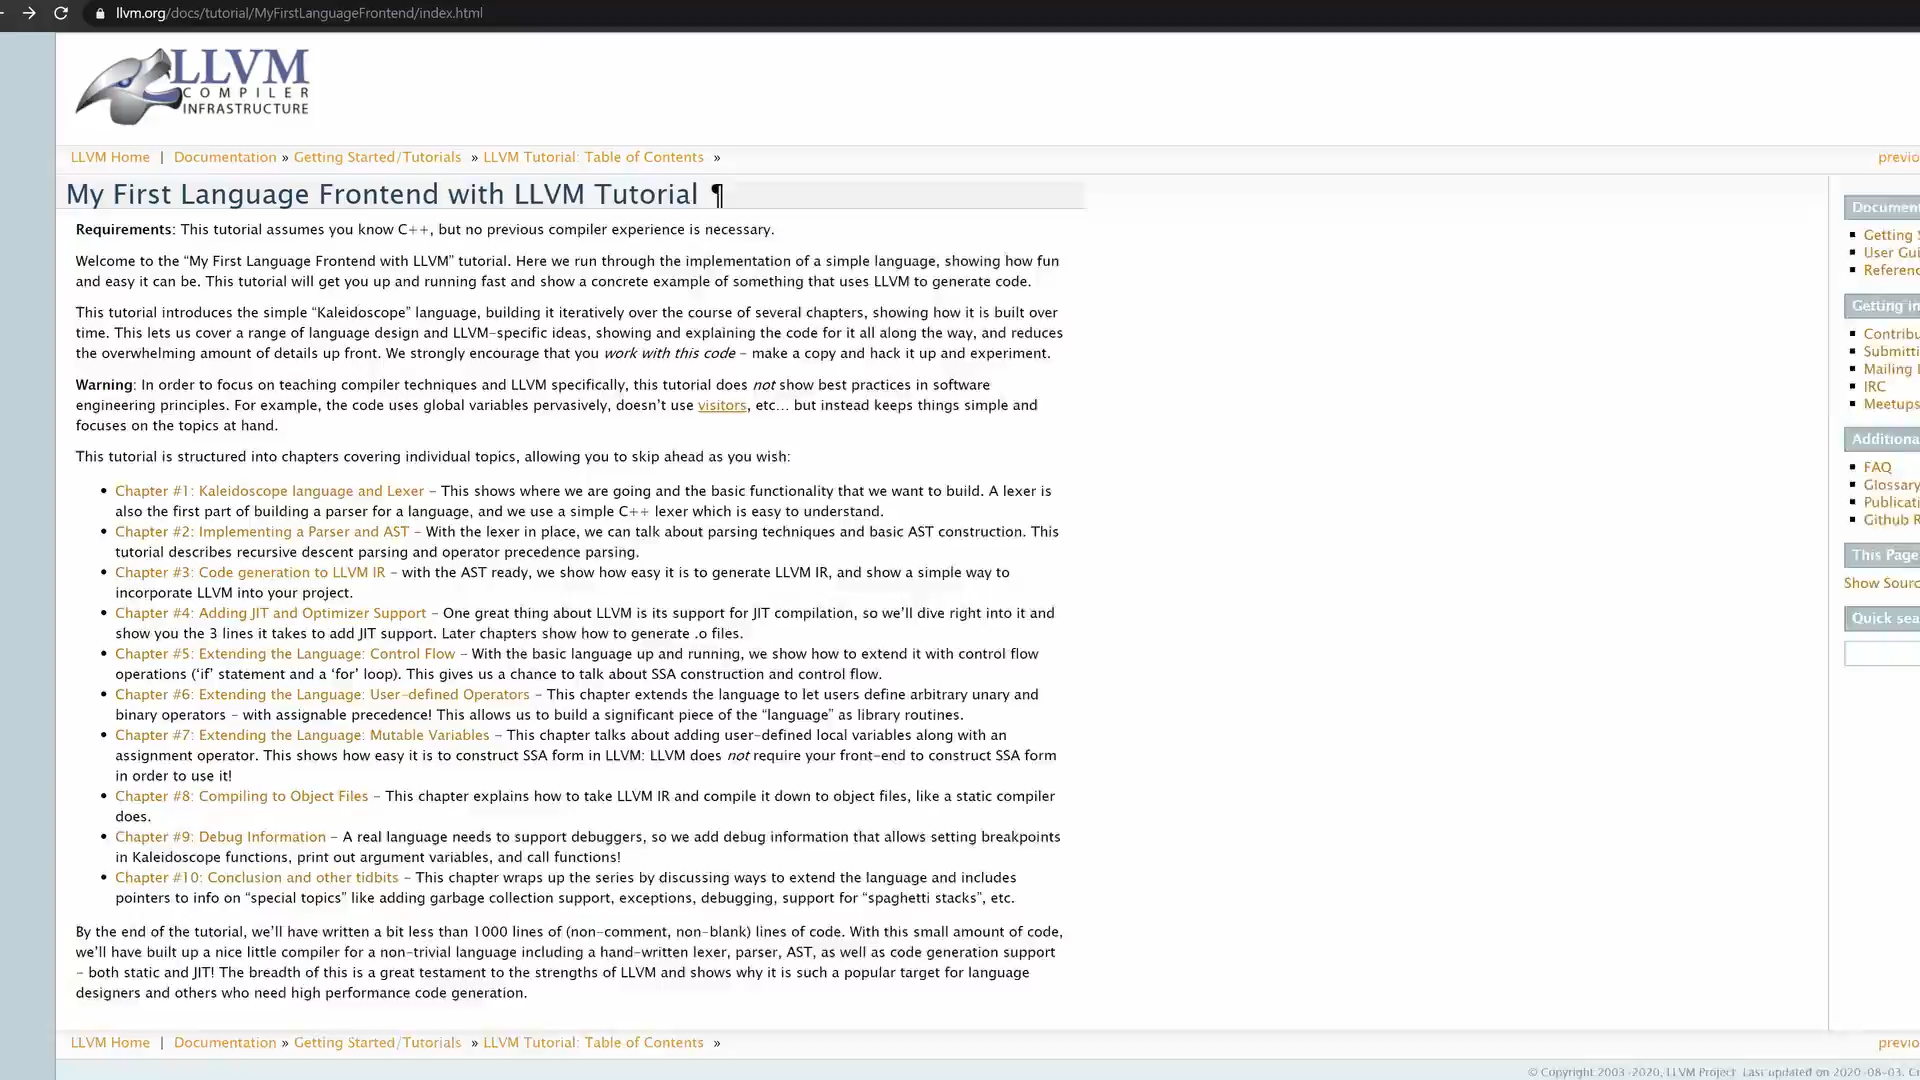 llvm.org/docs/tutorial/MyFirstLanguageFrontend/index.html
LLVM
COMPILER
INFRASTRUCTURE
LLVM Home | Documentation » Getting Started/Tutorials » LLVM Tutorial: Table of Contents »
previo
My First Language Frontend with LLVM Tutorial ¶
Requirements: This tutorial assumes you know C++, but no previous compiler experience is necessary.
Welcome to the “My First Language Frontend with LLVM” tutorial. Here we run through the implementation of a simple language, showing how fun
and easy it can be. This tutorial will get you up and running fast and show a concrete example of something that uses LLVM to generate code.
This tutorial introduces the simple “Kaleidoscope” language, building it iteratively over the course of several chapters, showing how it is built over
time. This lets us cover a range of language design and LLVM-specific ideas, showing and explaining the code for it all along the way, and reduces
the overwhelming amount of details up front. We strongly encourage that you work with this code - make a copy and hack it up and experiment.
Warning: In order to focus on teaching compiler techniques and LLVM specifically, this tutorial does not show best practices in software
engineering principles. For example, the code uses global variables pervasively, doesn’t use visitors, etc... but instead keeps things simple and
focuses on the topics at hand.
This tutorial is structured into chapters covering individual topics, allowing you to skip ahead as you wish:
• Chapter #1: Kaleidoscope language and Lexer - This shows where we are going and the basic functionality that we want to build. A lexer is
also the first part of building a parser for a language, and we use a simple C++ lexer which is easy to understand.
• Chapter #2: Implementing a Parser and AST - With the lexer in place, we can talk about parsing techniques and basic AST construction. This
tutorial describes recursive descent parsing and operator precedence parsing.
• Chapter #3: Code generation to LLVM IR - with the AST ready, we show how easy it is to generate LLVM IR, and show a simple way to
incorporate LLVM into your project.
• Chapter #4: Adding JIT and Optimizer Support - One great thing about LLVM is its support for JIT compilation, so we’ll dive right into it and
show you the 3 lines it takes to add JIT support. Later chapters show how to generate .o files.
• Chapter #5: Extending the Language: Control Flow - With the basic language up and running, we show how to extend it with control flow
operations (‘if’ statement and a ‘for’ loop). This gives us a chance to talk about SSA construction and control flow.
• Chapter #6: Extending the Language: User-defined Operators - This chapter extends the language to let users define arbitrary unary and
binary operators - with assignable precedence! This allows us to build a significant piece of the “language” as library routines.
• Chapter #7: Extending the Language: Mutable Variables - This chapter talks about adding user-defined local variables along with an
assignment operator. This shows how easy it is to construct SSA form in LLVM: LLVM does not require your front-end to construct SSA form
in order to use it!
• Chapter #8: Compiling to Object Files - This chapter explains how to take LLVM IR and compile it down to object files, like a static compiler
does.
• Chapter #9: Debug Information - A real language needs to support debuggers, so we add debug information that allows setting breakpoints
in Kaleidoscope functions, print out argument variables, and call functions!
• Chapter #10: Conclusion and other tidbits - This chapter wraps up the series by discussing ways to extend the language and includes
pointers to info on “special topics” like adding garbage collection support, exceptions, debugging, support for “spaghetti stacks”, etc.
By the end of the tutorial, we’ll have written a bit less than 1000 lines of (non-comment, non-blank) lines of code. With this small amount of code,
we’ll have built up a nice little compiler for a non-trivial language including a hand-written lexer, parser, AST, as well as code generation support
- both static and JIT! The breadth of this is a great testament to the strengths of LLVM and shows why it is such a popular target for language
designers and others who need high performance code generation.
Documen
Getting S
User Gui
Referenc
Getting in
Contribu
Submitti
Mailing L
IRC
Meetups
Additiona
FAQ
Glossary
Publicati
Github R
This Page
Show Sourc
Quick sea
LLVM Home | Documentation » Getting Started/Tutorials » LLVM Tutorial: Table of Contents »
previo
© Copyright 2003-2020, LLVM Project. Last updated on 2020-08-03. Cr